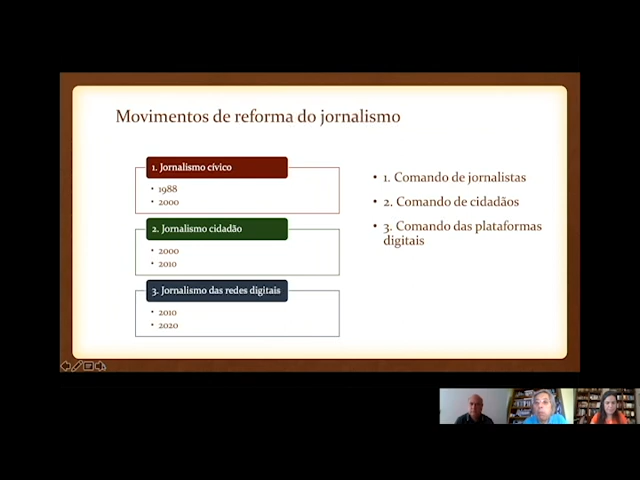 Movimentos de reforma do jornalismo
1. Jornalismo cívico
• 1988
• 2000
2. Jornalismo cidadão
• 2000
• 2010
3. Jornalismo das redes digitais
• 2010
• 2020
• 1. Comando de jornalistas
• 2. Comando de cidadãos
• 3. Comando das plataformas
digitais